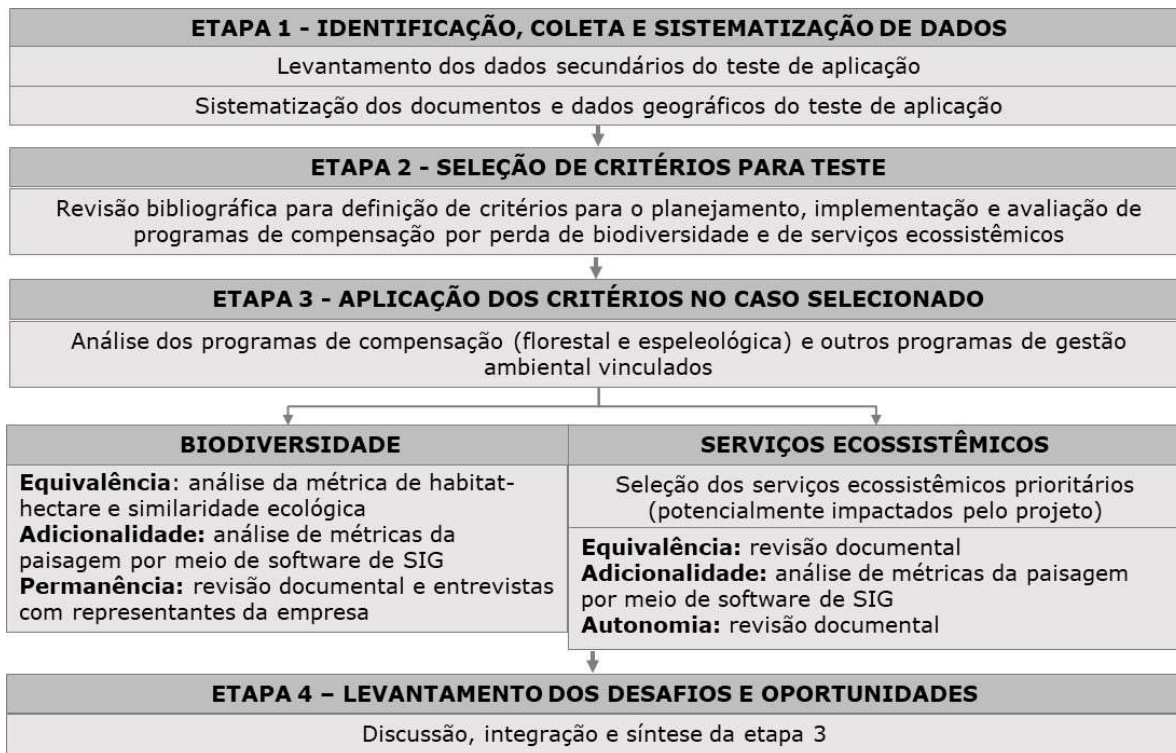 ETAPA 1 - IDENTIFICAÇÃO, COLETA E SISTEMATIZAÇÃO DE DADOS
Levantamento dos dados secundários do teste de aplicação
Sistematização dos documentos e dados geográficos do teste de aplicação
ETAPA 2 - SELEÇÃO DE CRITÉRIOS PARA TESTE
Revisão bibliográfica para definição de critérios para o planejamento, implementação e avaliação de
programas de compensação por perda de biodiversidade e de serviços ecossistêmicos
ETAPA 3 - APLICAÇÃO DOS CRITÉRIOS NO CASO SELECIONADO
Análise dos programas de compensação (florestal e espeleológica) e outros programas de gestão
ambiental vinculados
BIODIVERSIDADE
Equivalência: análise da métrica de habitat-
hectare e similaridade ecológica
Adicionalidade: análise de métricas da
paisagem por meio de software de SIG
Permanência: revisão documental e entrevistas
com representantes da empresa
SERVIÇOS ECOSSISTÊMICOS
Seleção dos serviços ecossistêmicos prioritários
(potencialmente impactados pelo projeto)
Equivalência: revisão documental
Adicionalidade: análise de métricas da paisagem
por meio de software de SIG
Autonomia: revisão documental
ETAPA 4 – LEVANTAMENTO DOS DESAFIOS E OPORTUNIDADES
Discussão, integração e síntese da etapa 3